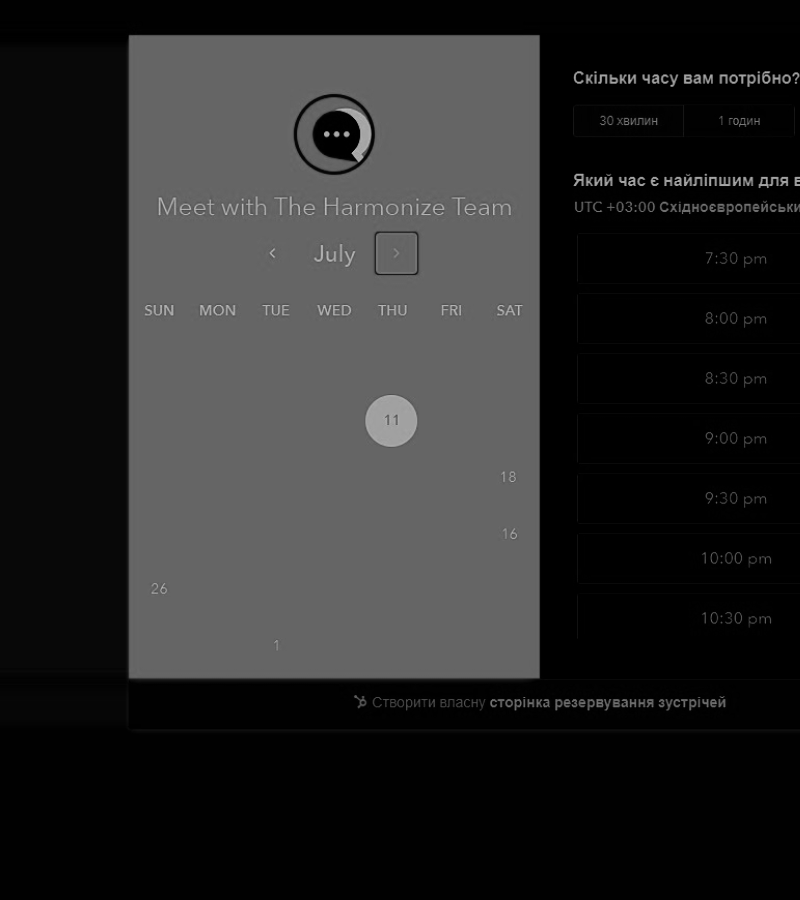 Meet with The Harmonize Team
July
SUN MON TUE WED THU FRI SAT
11
18
16
26
1
Скільки часу вам потрібно?
30 хвилин 1 годин
Який час є найліпшим для
UTC +03:00
7:30 pm
8:00 pm
8:30 pm
9:00 pm
9:30 pm
10:00 pm
10:30 pm
Створити власну сторінка резервування зустрічей